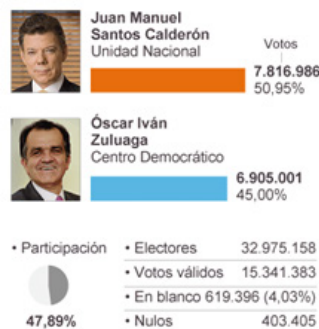 Juan Manuel
Santos Calderón
Unidad Nacional
Votos
7.816.986
50,95%
Óscar Iván
Zuluaga
Centro Democrático
6.905.001
45,00%
• Participación
47,89%
• Electores 32.975.158
• Votos válidos 15.341.383
• En blanco 619.396 (4,03%)
• Nulos 403.405